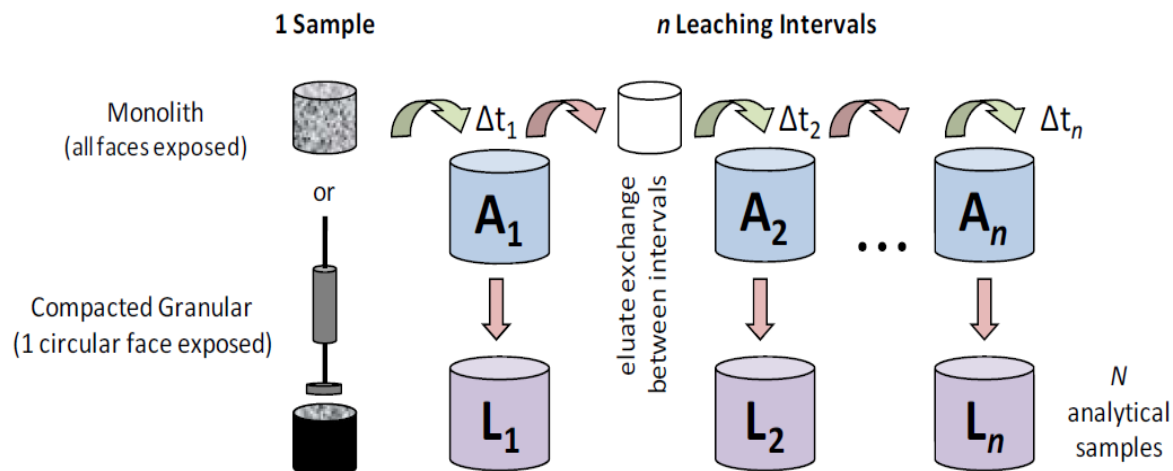 1 Sample
n Leaching Intervals
Monolith
(all faces exposed)
or
Compacted Granular
(1 circular face exposed)
Δt₁
Δt₂
Δtₙ
A₁
eluate exchange
between intervals
A₂
...
Aₙ
L₁
L₂
Lₙ
N
analytical
samples